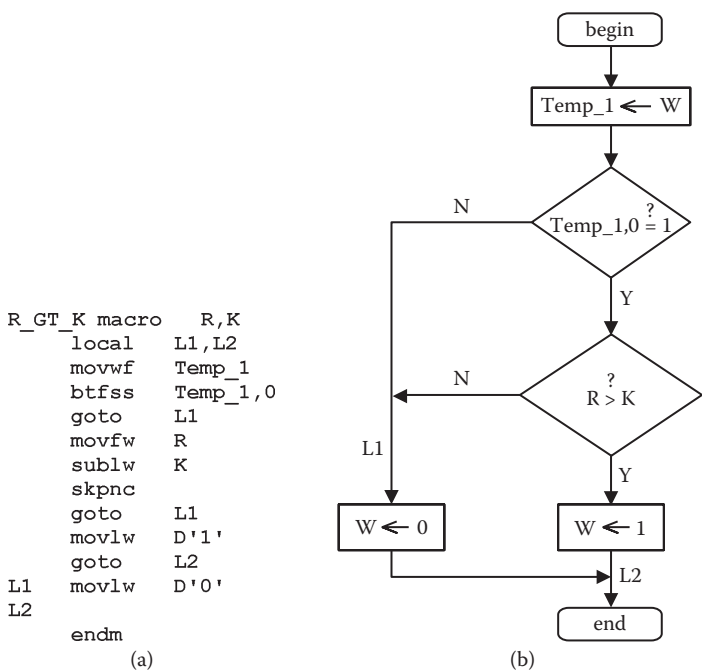 R_GT_K macro R,K
local L1,L2
movwf Temp_1
btfss Temp_1,0
goto L1
movfw R
sublw K
skpnc
goto L1
movlw D'1'
goto L2
L1 movlw D'0'
L2
endm
(a)
begin
Temp_1 ← W
?
Temp_1,0 = 1
N
Y
?
R > K
N
Y
L1
W ← 0
W ← 1
L2
end
(b)